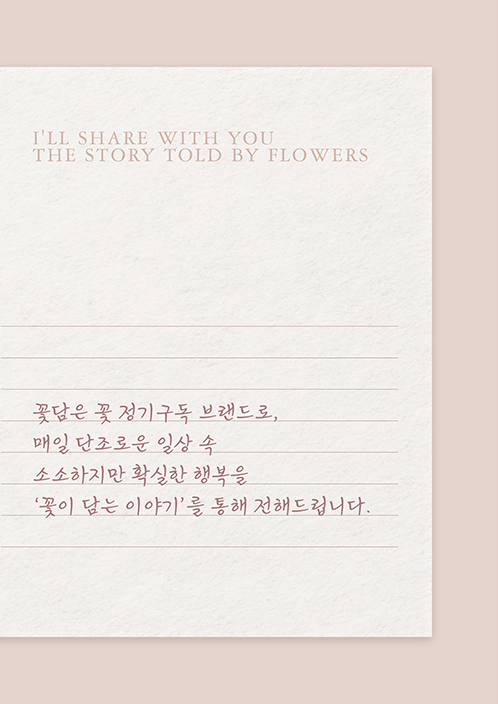 I'LL SHARE WITH YOU
THE STORY TOLD BY FLOWERS
꽃담은 꽃 정기구독 브랜드로,
매일 단조로운 일상 속
소소하지만 확실한 행복을
‘꽃이 담는 이야기’를 통해 전해드립니다.